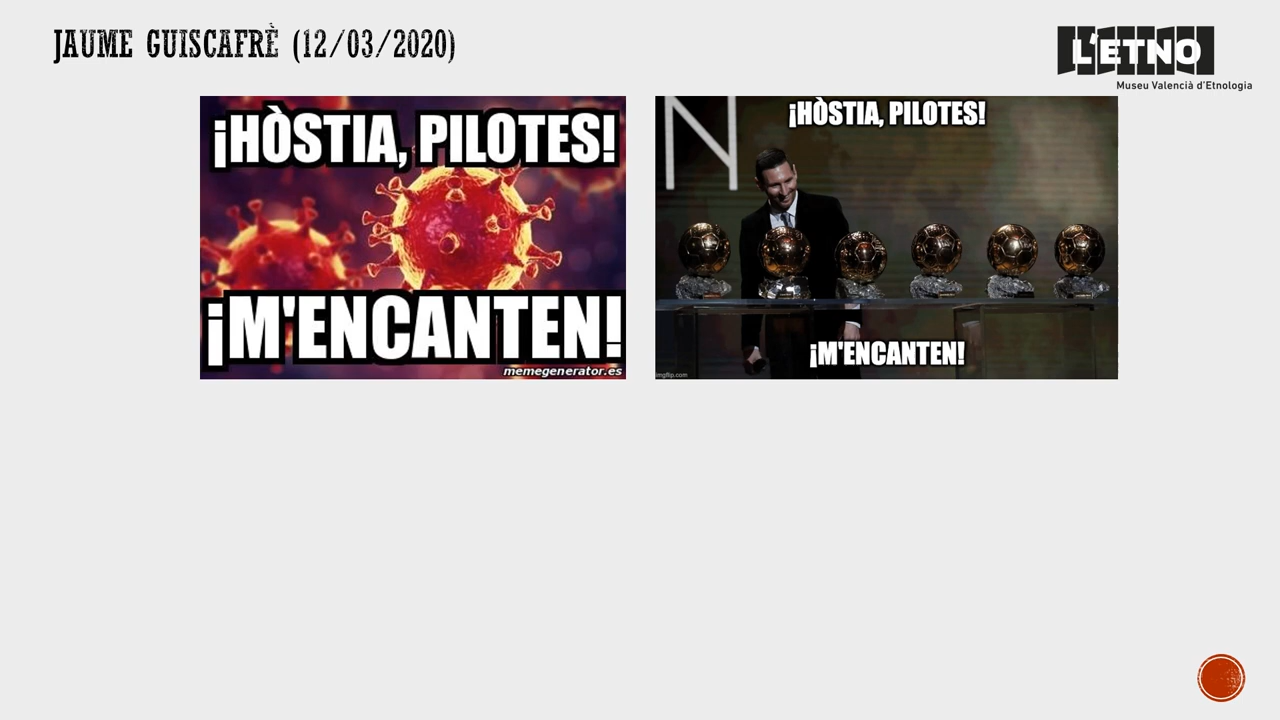 JAUME GUISCAFRÈ (12/03/2020)
L'ETNO
Museu Valencià d'Etnologia
¡HÒSTIA, PILOTES!
¡M'ENCANTEN!
memegenerator.es
N
¡HÒSTIA, PILOTES!
¡M'ENCANTEN!
imgflip.com